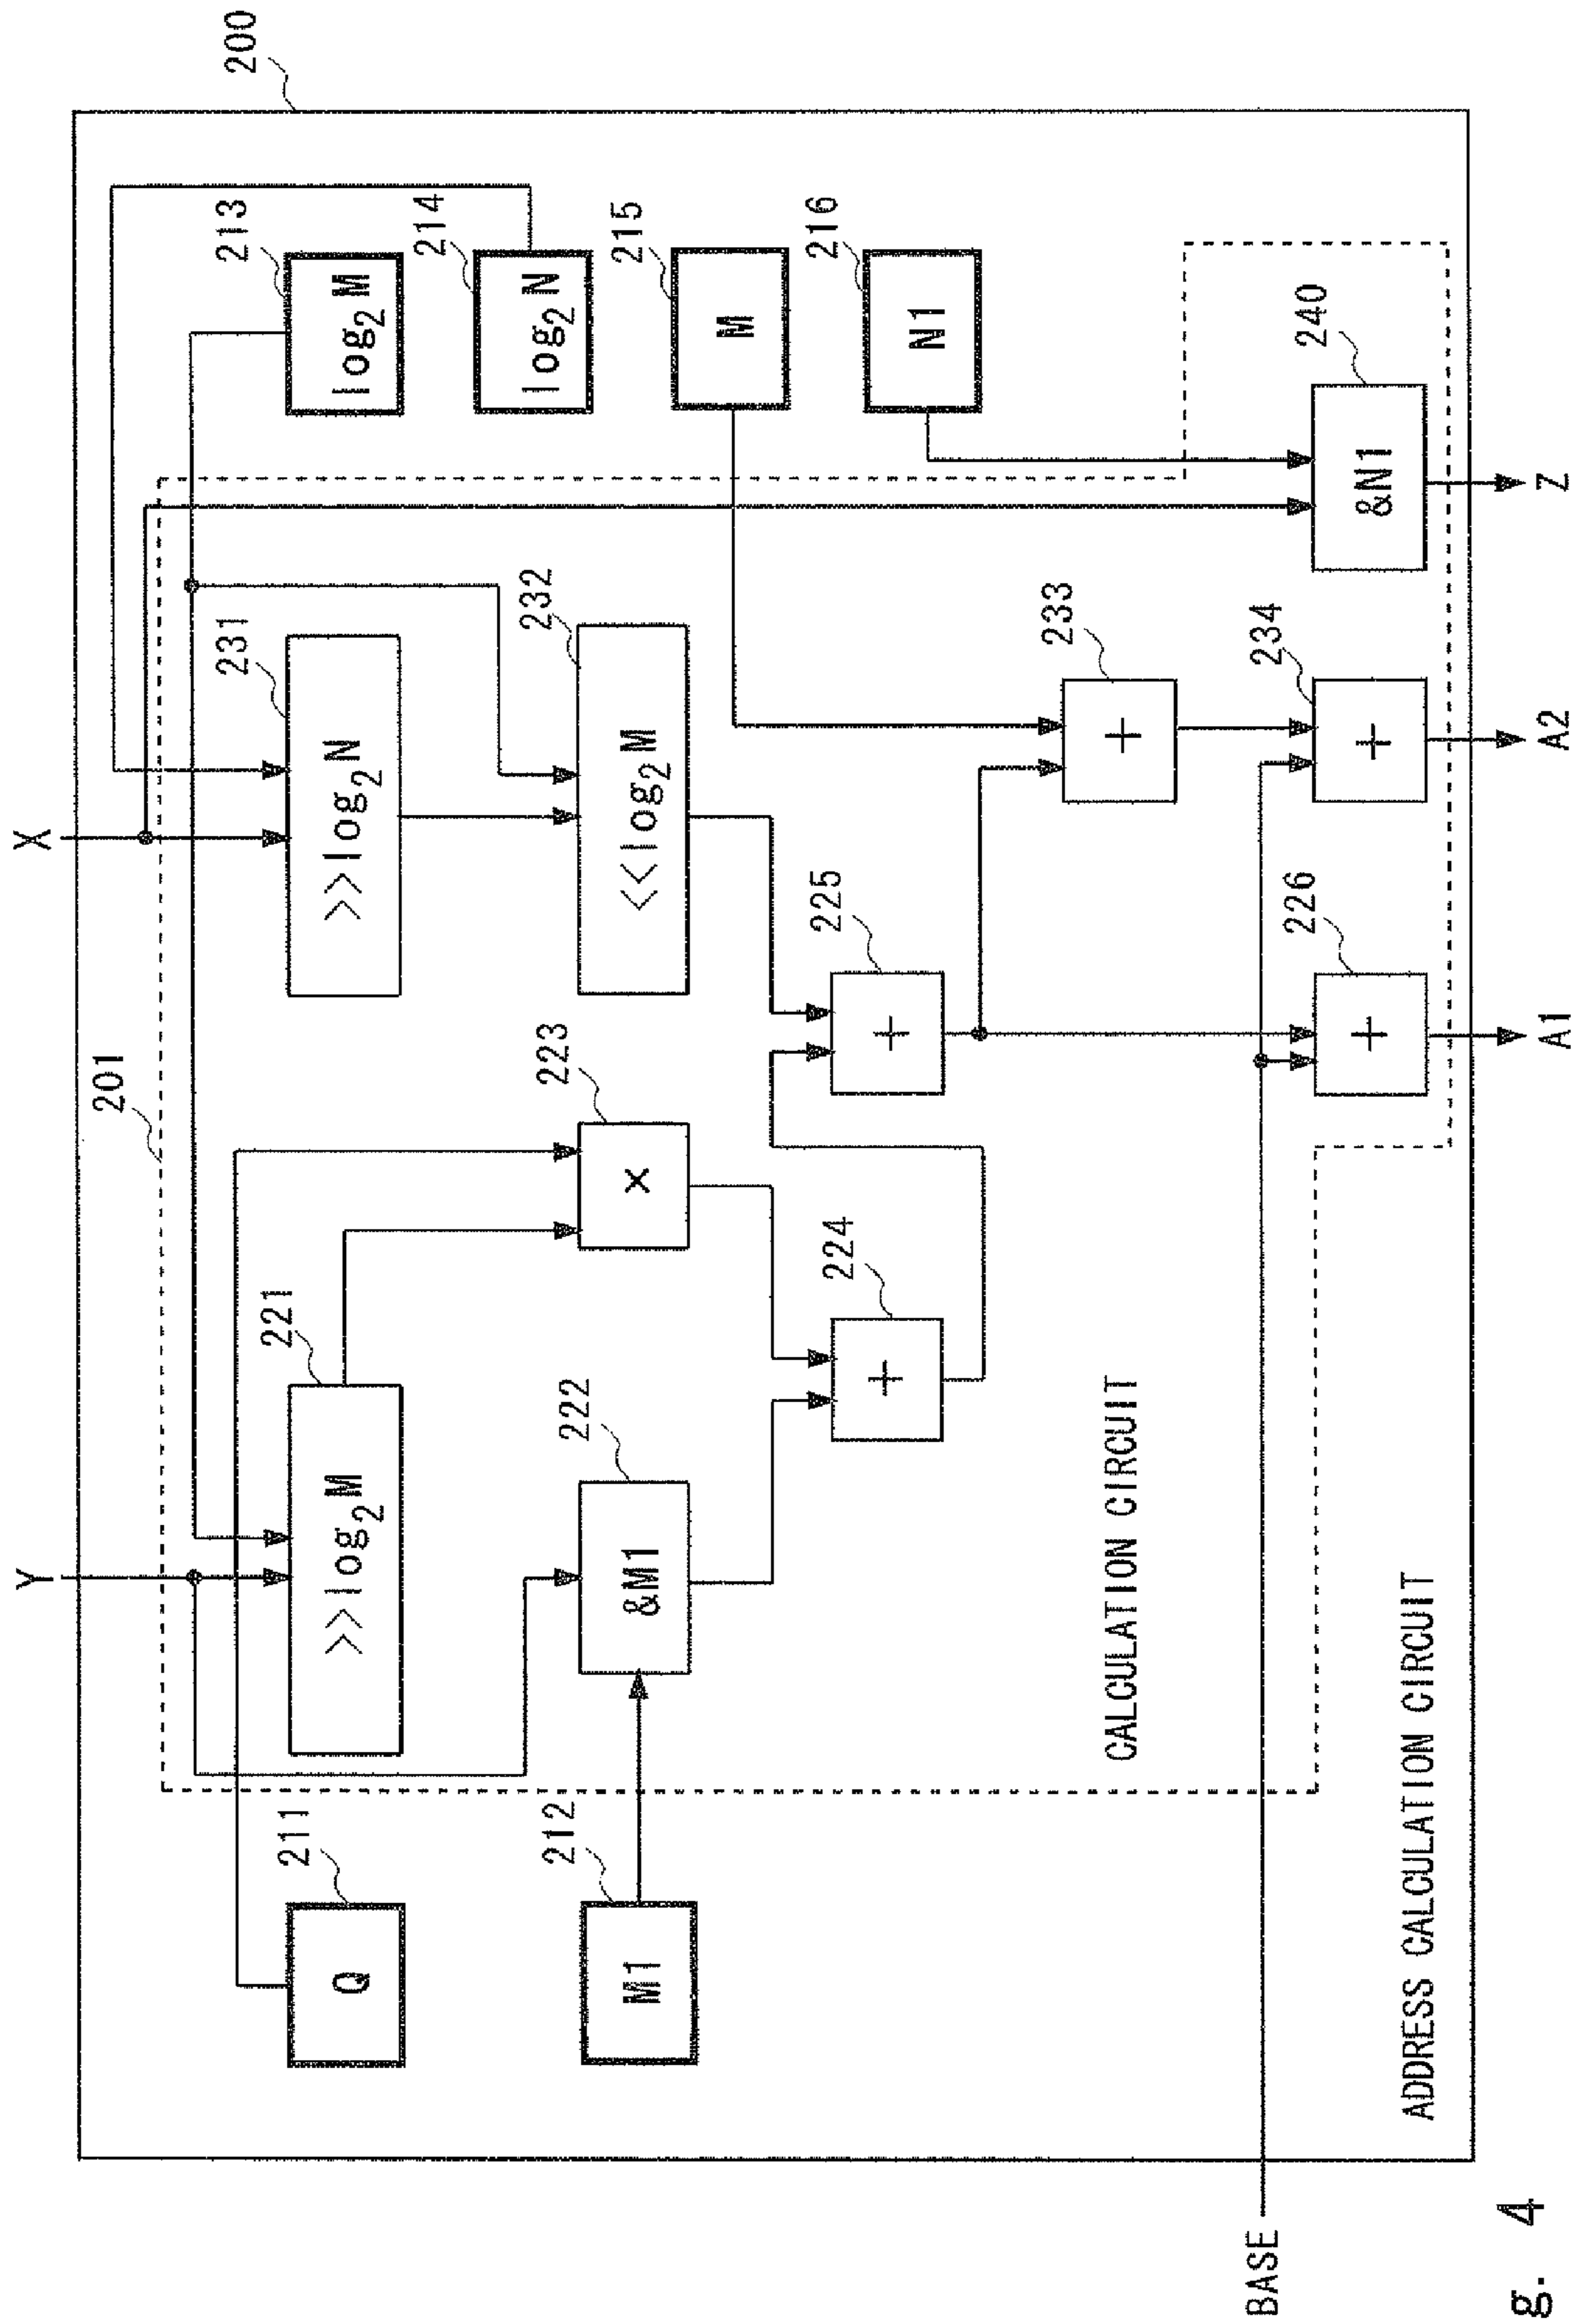 200
Y
X
201
Q
211
>>log2M
221
>>log2N
231
log2M
213
log2N
214
M1
212
&M1
222
×
223
<<log2M
232
M
215
+
224
+
225
N1
216
CALCULATION CIRCUIT
+
233
BASE
+
226
+
234
&N1
240
ADDRESS CALCULATION CIRCUIT
A1
A2
Z
g. 4